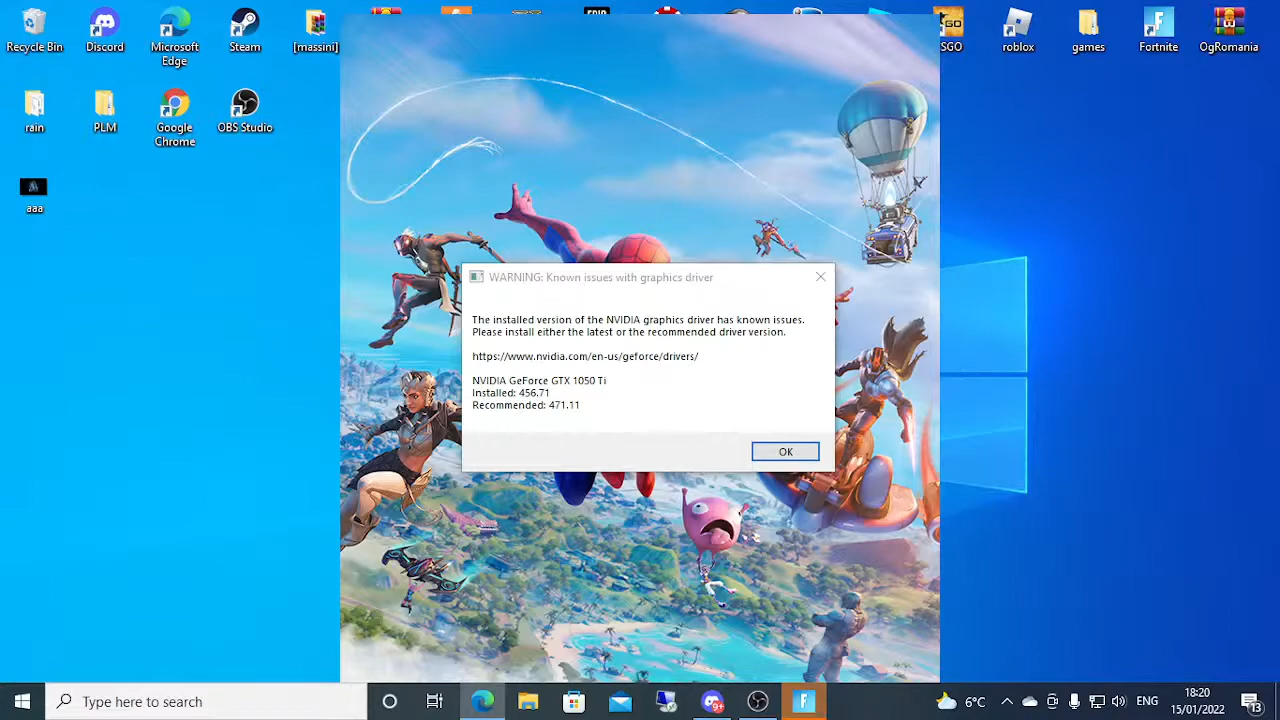 Recycle Bin
Discord
Microsoft
Edge
Steam
[massini]
SGO
roblox
games
Fortnite
OgRomania
rain
PLM
Google
Chrome
OBS Studio
aaa
WARNING: Known issues with graphics driver
The installed version of the NVIDIA graphics driver has known issues.
Please install either the latest or the recommended driver version.
https://www.nvidia.com/en-us/geforce/drivers/
NVIDIA GeForce GTX 1050 Ti
Installed: 456.71
Recommended: 471.11
OK
Type here to search
9+
6°C
ENG
18:20
15/01/2022
13